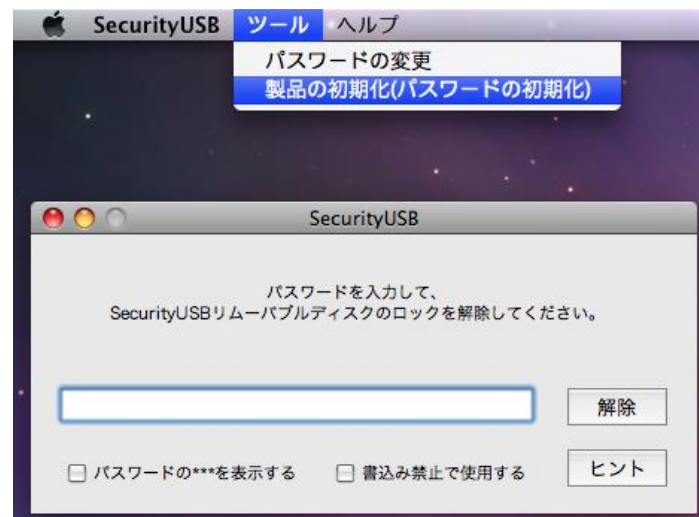 SecurityUSB ツール ヘルプ
パスワードの変更
製品の初期化(パスワードの初期化)
SecurityUSB
パスワードを入力して、
SecurityUSBリムーバブルディスクのロックを解除してください。
解除
パスワードの***を表示する 書込み禁止で使用する ヒント